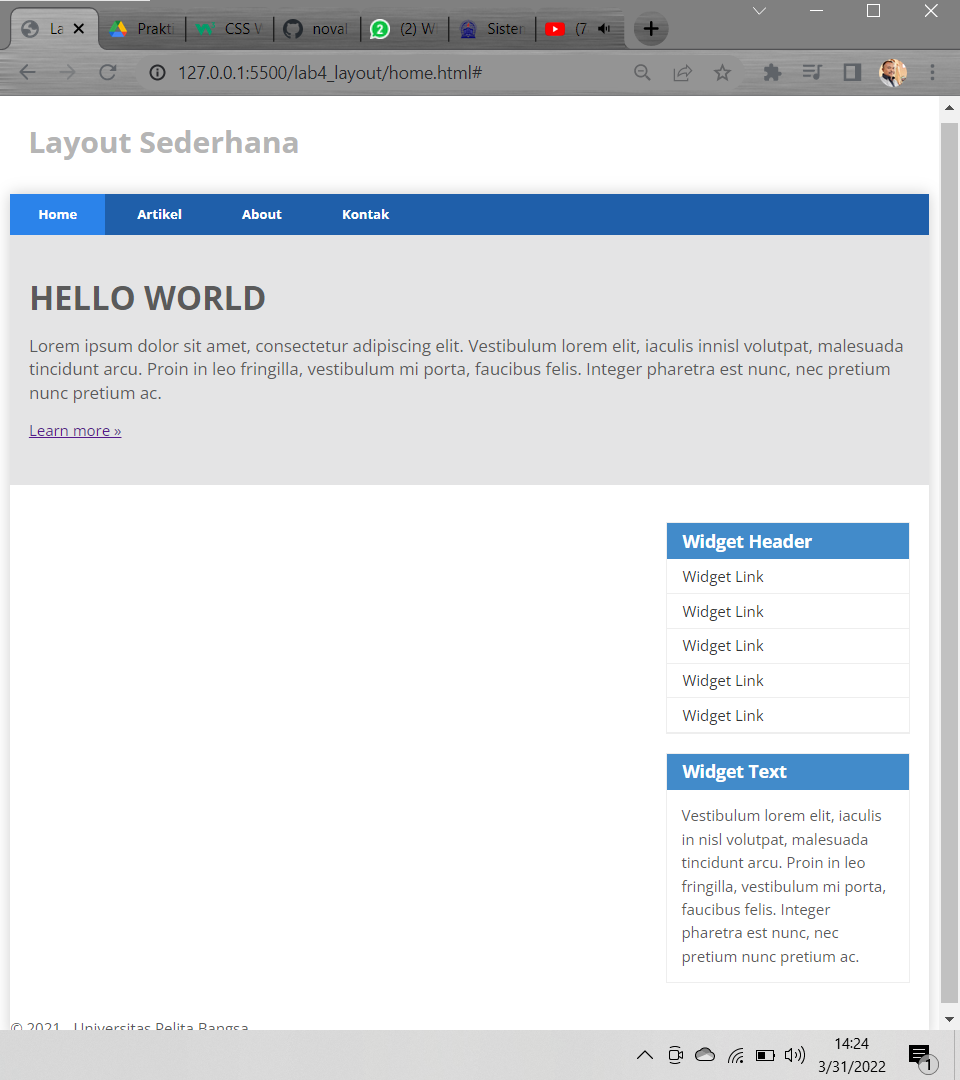 La
Prakti
CSS W
noval
(2) W
Sister
(7
127.0.0.1:5500/lab4_layout/home.html#
Layout Sederhana
Home Artikel About Kontak
HELLO WORLD
Lorem ipsum dolor sit amet, consectetur adipiscing elit. Vestibulum lorem elit, iaculis innisl volutpat, malesuada
tincidunt arcu. Proin in leo fringilla, vestibulum mi porta, faucibus felis. Integer pharetra est nunc, nec pretium
nunc pretium ac.
Learn more »
Widget Header
Widget Link
Widget Link
Widget Link
Widget Link
Widget Link
Widget Text
Vestibulum lorem elit, iaculis
in nisl volutpat, malesuada
tincidunt arcu. Proin in leo
fringilla, vestibulum mi porta,
faucibus felis. Integer
pharetra est nunc, nec
pretium nunc pretium ac.
© 2021 - Universitas Pelita Bangsa
14:24
3/31/2022
1